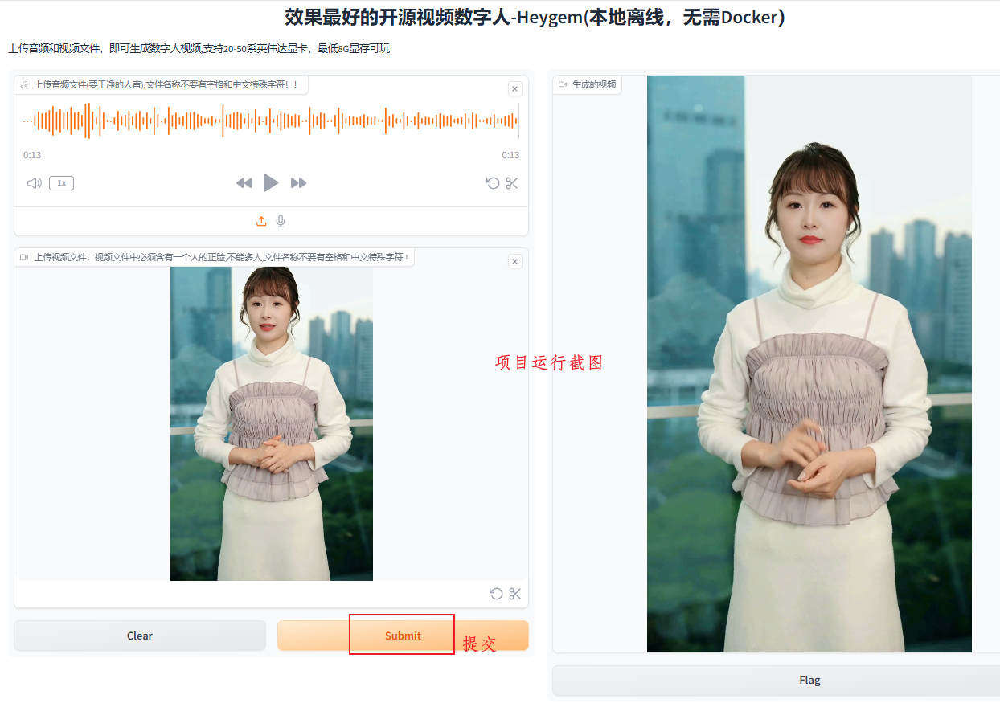 效果最好的开源视频数字人-Heygem(本地离线，无需Docker)
上传音频和视频文件，即可生成数字人视频,支持20-50系英伟达显卡，最低8G显存可玩
上传音频文件(要干净的人声),文件名称不要有空格和中文特殊字符！！
0:13
0:13
1x
上传视频文件，视频文件中必须含有一个人的正脸,不能多人,文件名称不要有空格和中文特殊字符!!
Clear
Submit
提交
项目运行截图
生成的视频
Flag